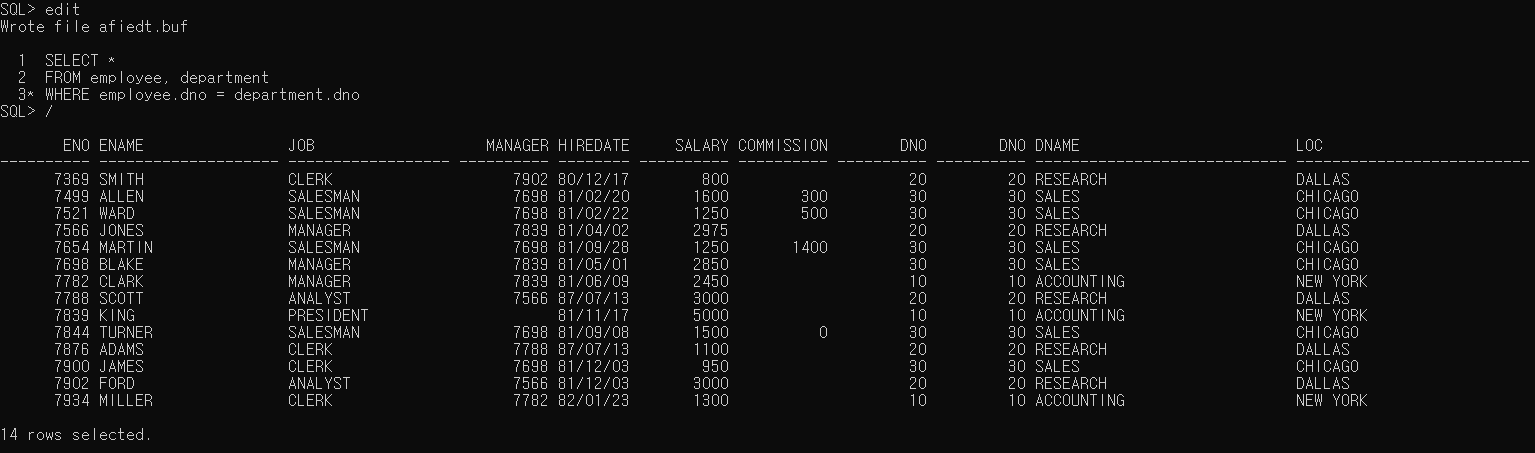 SQL> edit
Wrote file afiedt.buf
  1  SELECT *
  2  FROM employee, department
  3* WHERE employee.dno = department.dno
SQL> /
       ENO ENAME                JOB                   MANAGER HIREDATE     SALARY COMMISSION        DNO        DNO DNAME                        LOC
---------- -------------------- ------------------ ---------- -------- ---------- ---------- ---------- ---------- ---------------------------- --------------------------
      7369 SMITH                CLERK                    7902 80/12/17        800                    20         20 RESEARCH                     DALLAS
      7499 ALLEN                SALESMAN                 7698 81/02/20       1600        300         30         30 SALES                        CHICAGO
      7521 WARD                 SALESMAN                 7698 81/02/22       1250        500         30         30 SALES                        CHICAGO
      7566 JONES                MANAGER                  7839 81/04/02       2975                    20         20 RESEARCH                     DALLAS
      7654 MARTIN               SALESMAN                 7698 81/09/28       1250       1400         30         30 SALES                        CHICAGO
      7698 BLAKE                MANAGER                  7839 81/05/01       2850                    30         30 SALES                        CHICAGO
      7782 CLARK                MANAGER                  7839 81/06/09       2450                    10         10 ACCOUNTING                   NEW YORK
      7788 SCOTT                ANALYST                  7566 87/07/13       3000                    20         20 RESEARCH                     DALLAS
      7839 KING                 PRESIDENT                     81/11/17       5000                    10         10 ACCOUNTING                   NEW YORK
      7844 TURNER               SALESMAN                 7698 81/09/08       1500          0         30         30 SALES                        CHICAGO
      7876 ADAMS                CLERK                    7788 87/07/13       1100                    20         20 RESEARCH                     DALLAS
      7900 JAMES                CLERK                    7698 81/12/03        950                    30         30 SALES                        CHICAGO
      7902 FORD                 ANALYST                  7566 81/12/03       3000                    20         20 RESEARCH                     DALLAS
      7934 MILLER               CLERK                    7782 82/01/23       1300                    10         10 ACCOUNTING                   NEW YORK
14 rows selected.